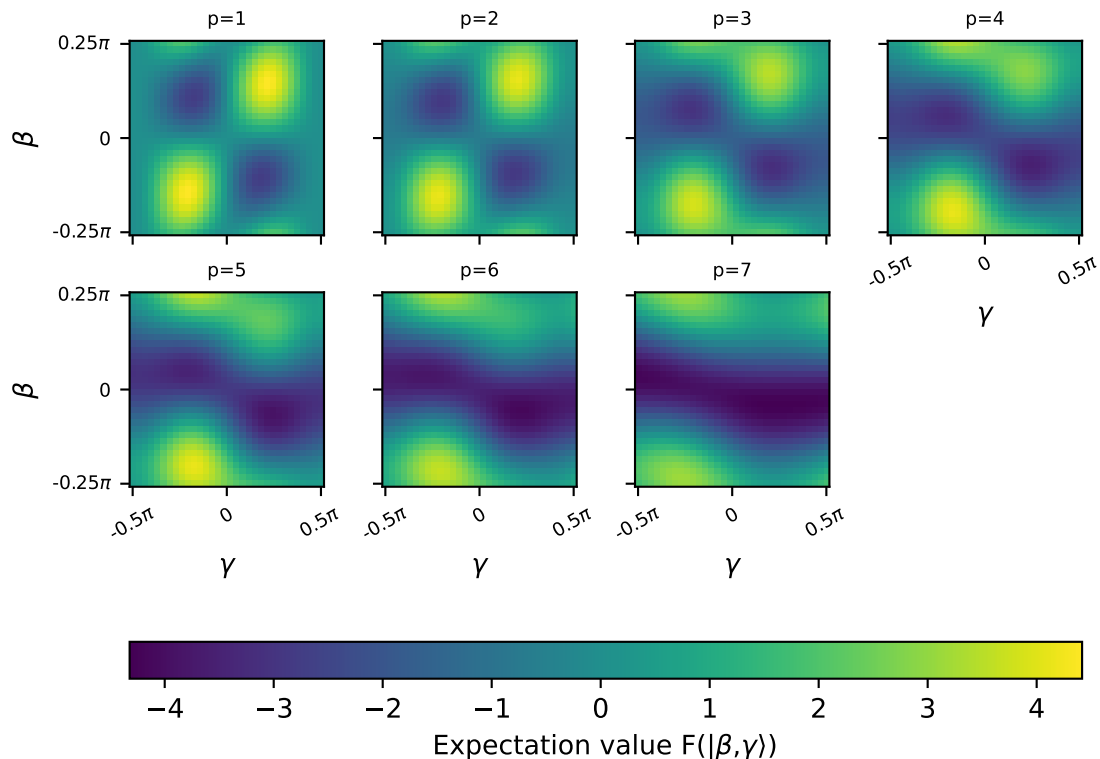 p=1
p=2
p=3
p=4
0.25π
0
-0.25π
β
-0.5π
0
0.5π
γ
p=5
p=6
p=7
0.25π
0
-0.25π
β
-0.5π
0
0.5π
γ
-0.5π
0
0.5π
γ
-0.5π
0
0.5π
γ
−4
−3
−2
−1
0
1
2
3
4
Expectation value F(|β,γ⟩)